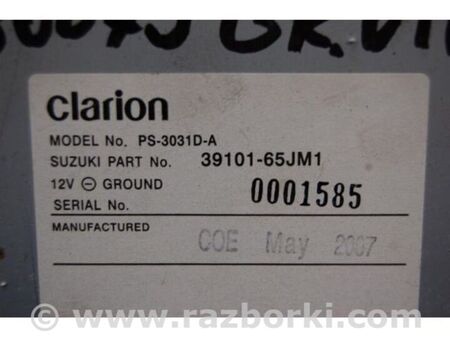 clarion
MODEL No. PS-3031D-A
SUZUKI PART No. 39101-65JM1
12V ⊖ GROUND
SERIAL No. 0001585
MANUFACTURED COE May 2007
www.razborki.com